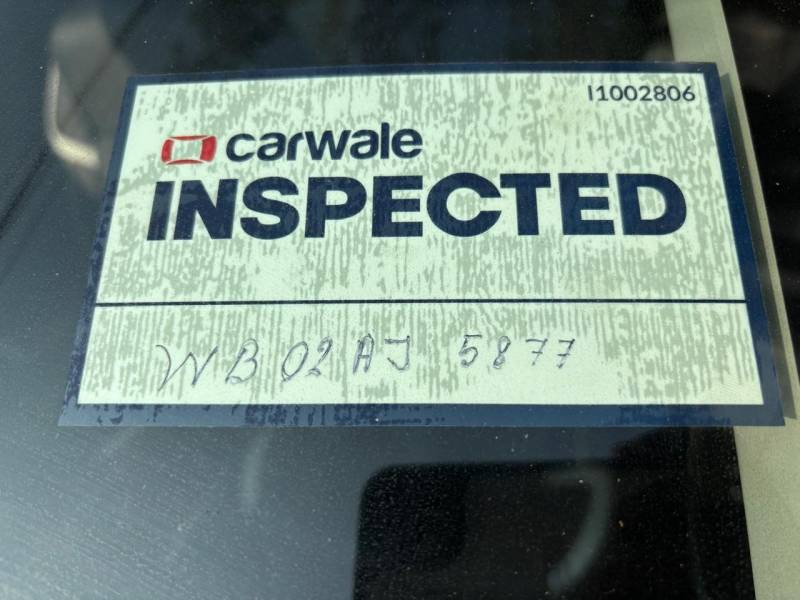 I1002806
carwale
INSPECTED
WB 02 AJ 5877